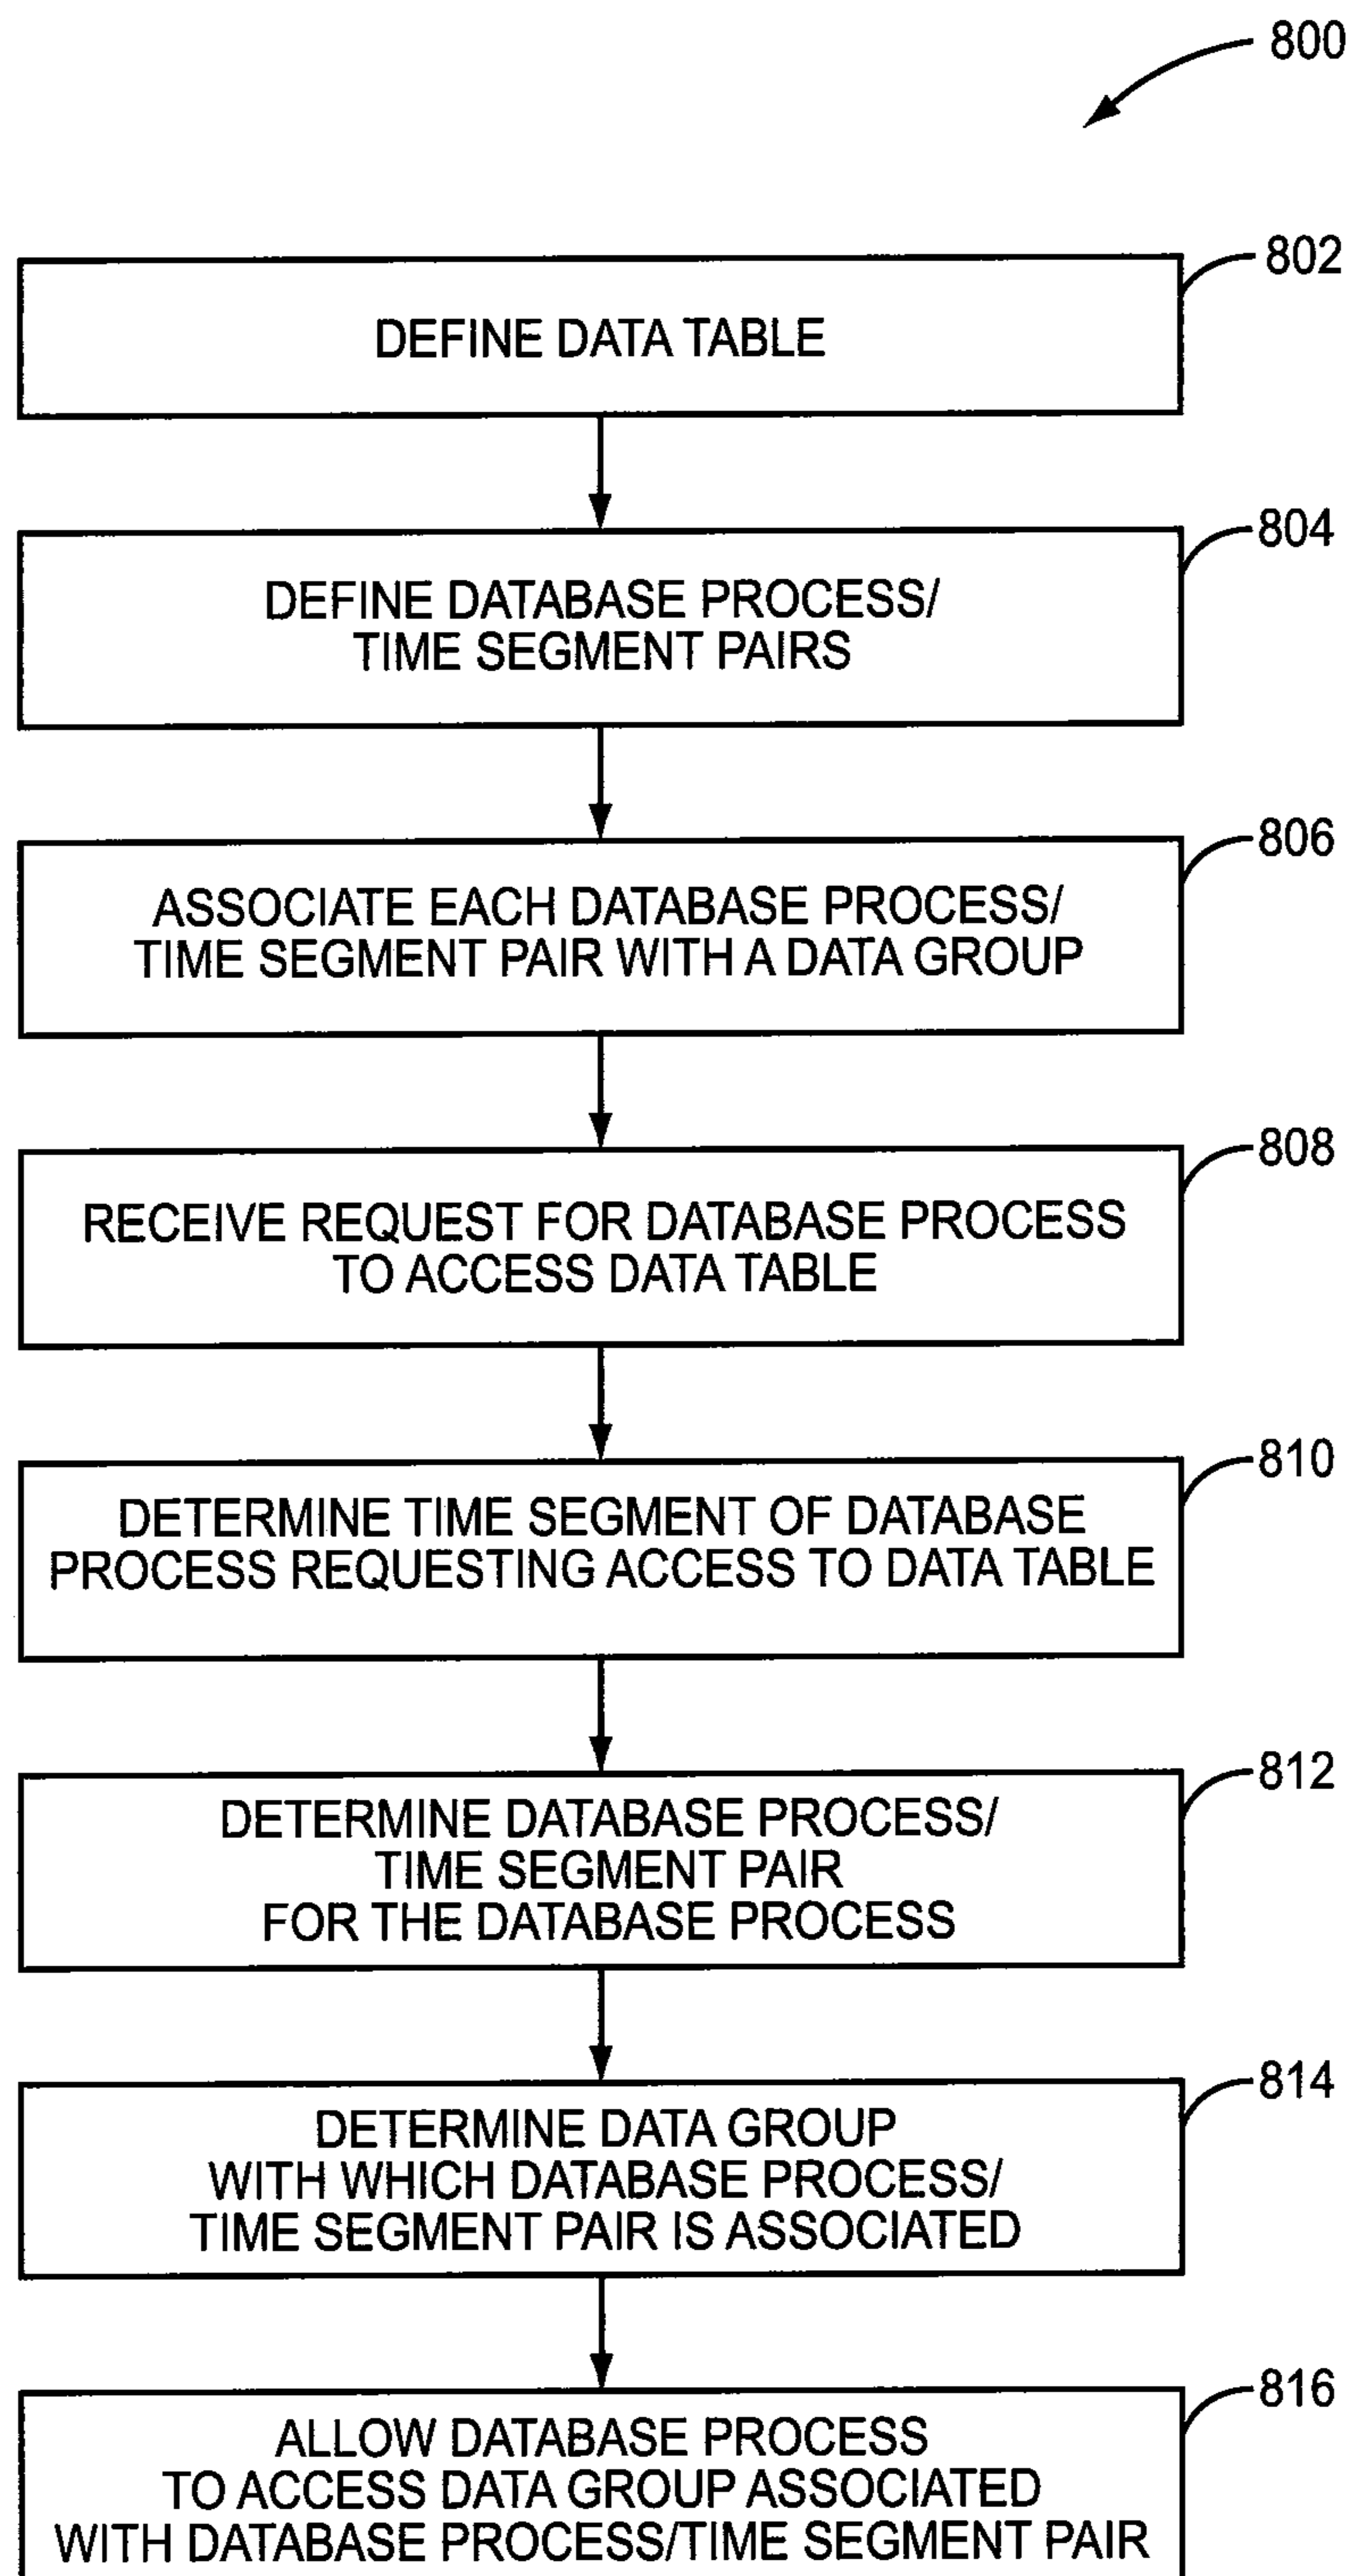 800
802
DEFINE DATA TABLE
804
DEFINE DATABASE PROCESS/
TIME SEGMENT PAIRS
806
ASSOCIATE EACH DATABASE PROCESS/
TIME SEGMENT PAIR WITH A DATA GROUP
808
RECEIVE REQUEST FOR DATABASE PROCESS
TO ACCESS DATA TABLE
810
DETERMINE TIME SEGMENT OF DATABASE
PROCESS REQUESTING ACCESS TO DATA TABLE
812
DETERMINE DATABASE PROCESS/
TIME SEGMENT PAIR
FOR THE DATABASE PROCESS
814
DETERMINE DATA GROUP
WITH WHICH DATABASE PROCESS/
TIME SEGMENT PAIR IS ASSOCIATED
816
ALLOW DATABASE PROCESS
TO ACCESS DATA GROUP ASSOCIATED
WITH DATABASE PROCESS/TIME SEGMENT PAIR